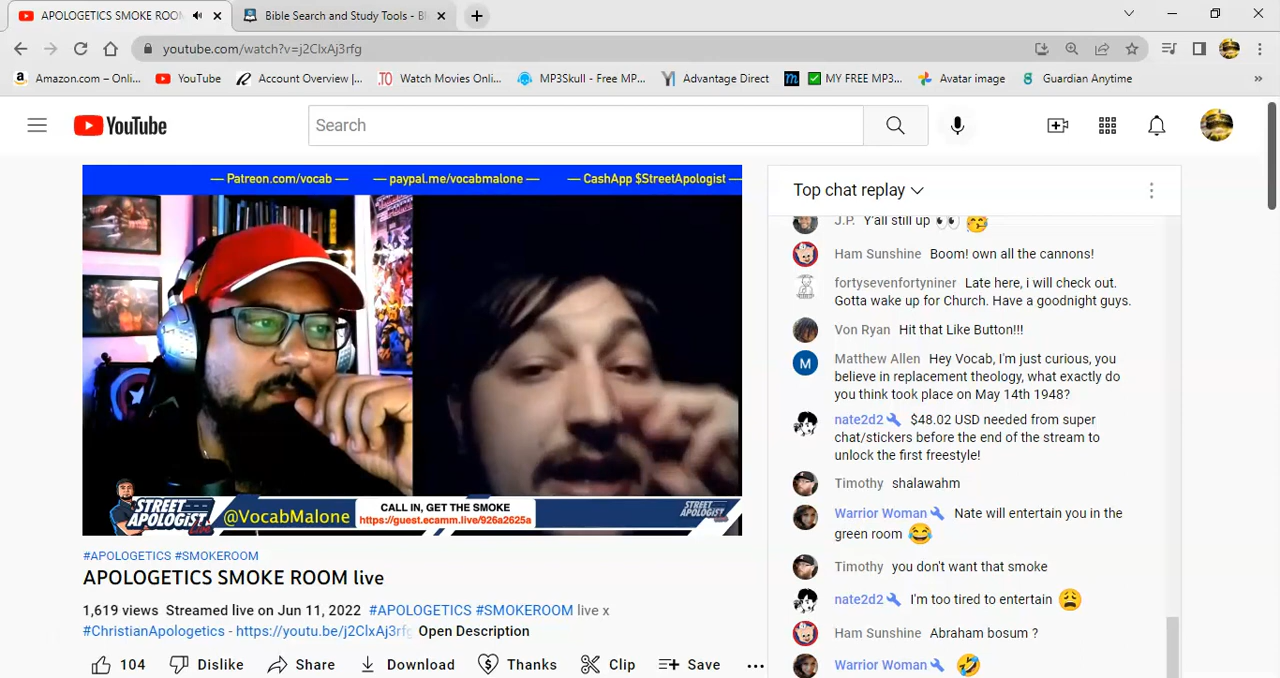 APOLOGETICS SMOKE ROOM
Bible Search and Study Tools - Bl
youtube.com/watch?v=j2ClxAj3rfg
Amazon.com – Onli...
YouTube
Account Overview |...
.TO Watch Movies Onli...
MP3Skull - Free MP...
Advantage Direct
MY FREE MP3...
Avatar image
Guardian Anytime
YouTube
Search
— Patreon.com/vocab — — paypal.me/vocabmalone — — CashApp $StreetApologist —
STREET
APOLOGIST
LIVE
@VocabMalone
CALL IN, GET THE SMOKE
https://guest.ecamm.live/926a2625a
STREET
APOLOGIST
#APOLOGETICS #SMOKEROOM
APOLOGETICS SMOKE ROOM live
1,619 views Streamed live on Jun 11, 2022 #APOLOGETICS #SMOKEROOM live x
#ChristianApologetics - https://youtu.be/j2ClxAj3rfg Open Description
104
Dislike
Share
Download
Thanks
Clip
Save
Top chat replay
J.P. Y'all still up
Ham Sunshine Boom! own all the cannons!
fortysevenfortyniner Late here, i will check out.
Gotta wake up for Church. Have a goodnight guys.
Von Ryan Hit that Like Button!!!
M
Matthew Allen Hey Vocab, I'm just curious, you
believe in replacement theology, what exactly do
you think took place on May 14th 1948?
nate2d2 $48.02 USD needed from super
chat/stickers before the end of the stream to
unlock the first freestyle!
Timothy shalawahm
Warrior Woman Nate will entertain you in the
green room
Timothy you don't want that smoke
nate2d2 I'm too tired to entertain
Ham Sunshine Abraham bosum ?
Warrior Woman